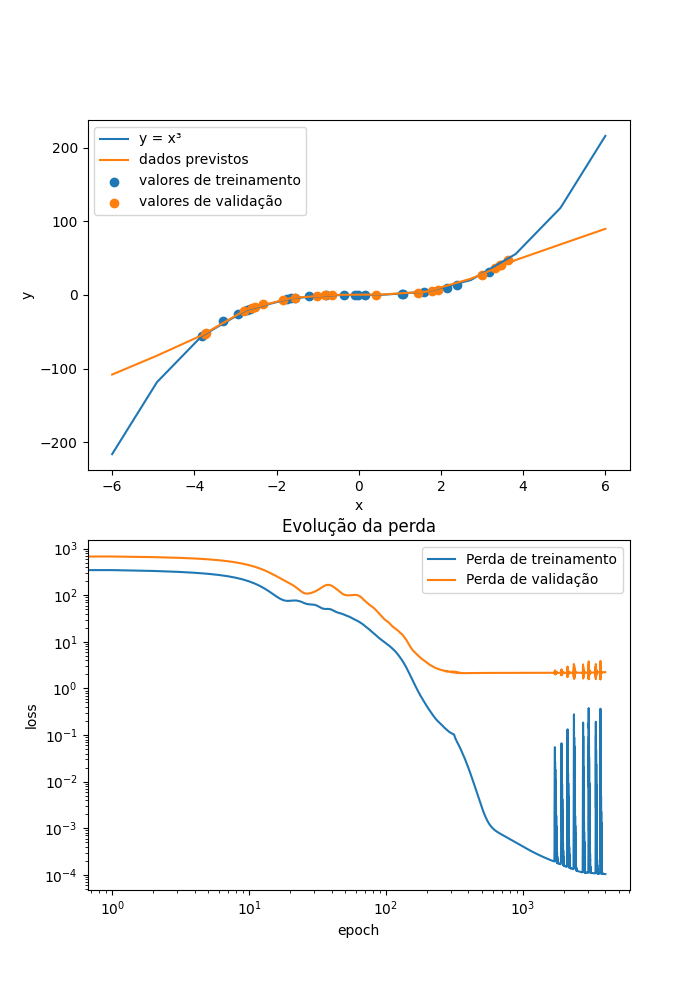 y = x³
dados previstos
valores de treinamento
valores de validação
200
100
0
−100
−200
y
−6
−4
−2
0
2
4
6
x
Evolução da perda
Perda de treinamento
Perda de validação
10³
10²
10¹
10⁰
10⁻¹
10⁻²
10⁻³
10⁻⁴
loss
10⁰
10¹
10²
10³
epoch